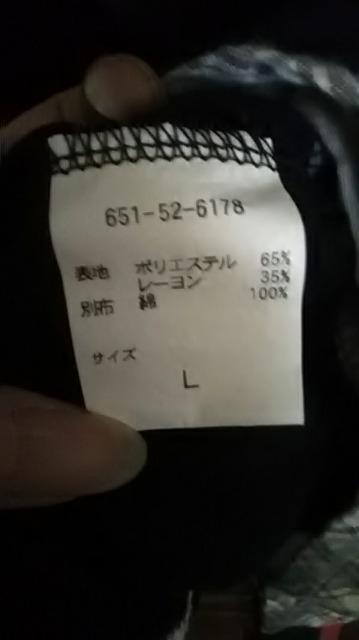 651-52-6178
表地 ポリエステル 65%
レーヨン 35%
別布 綿 100%
サイズ
L